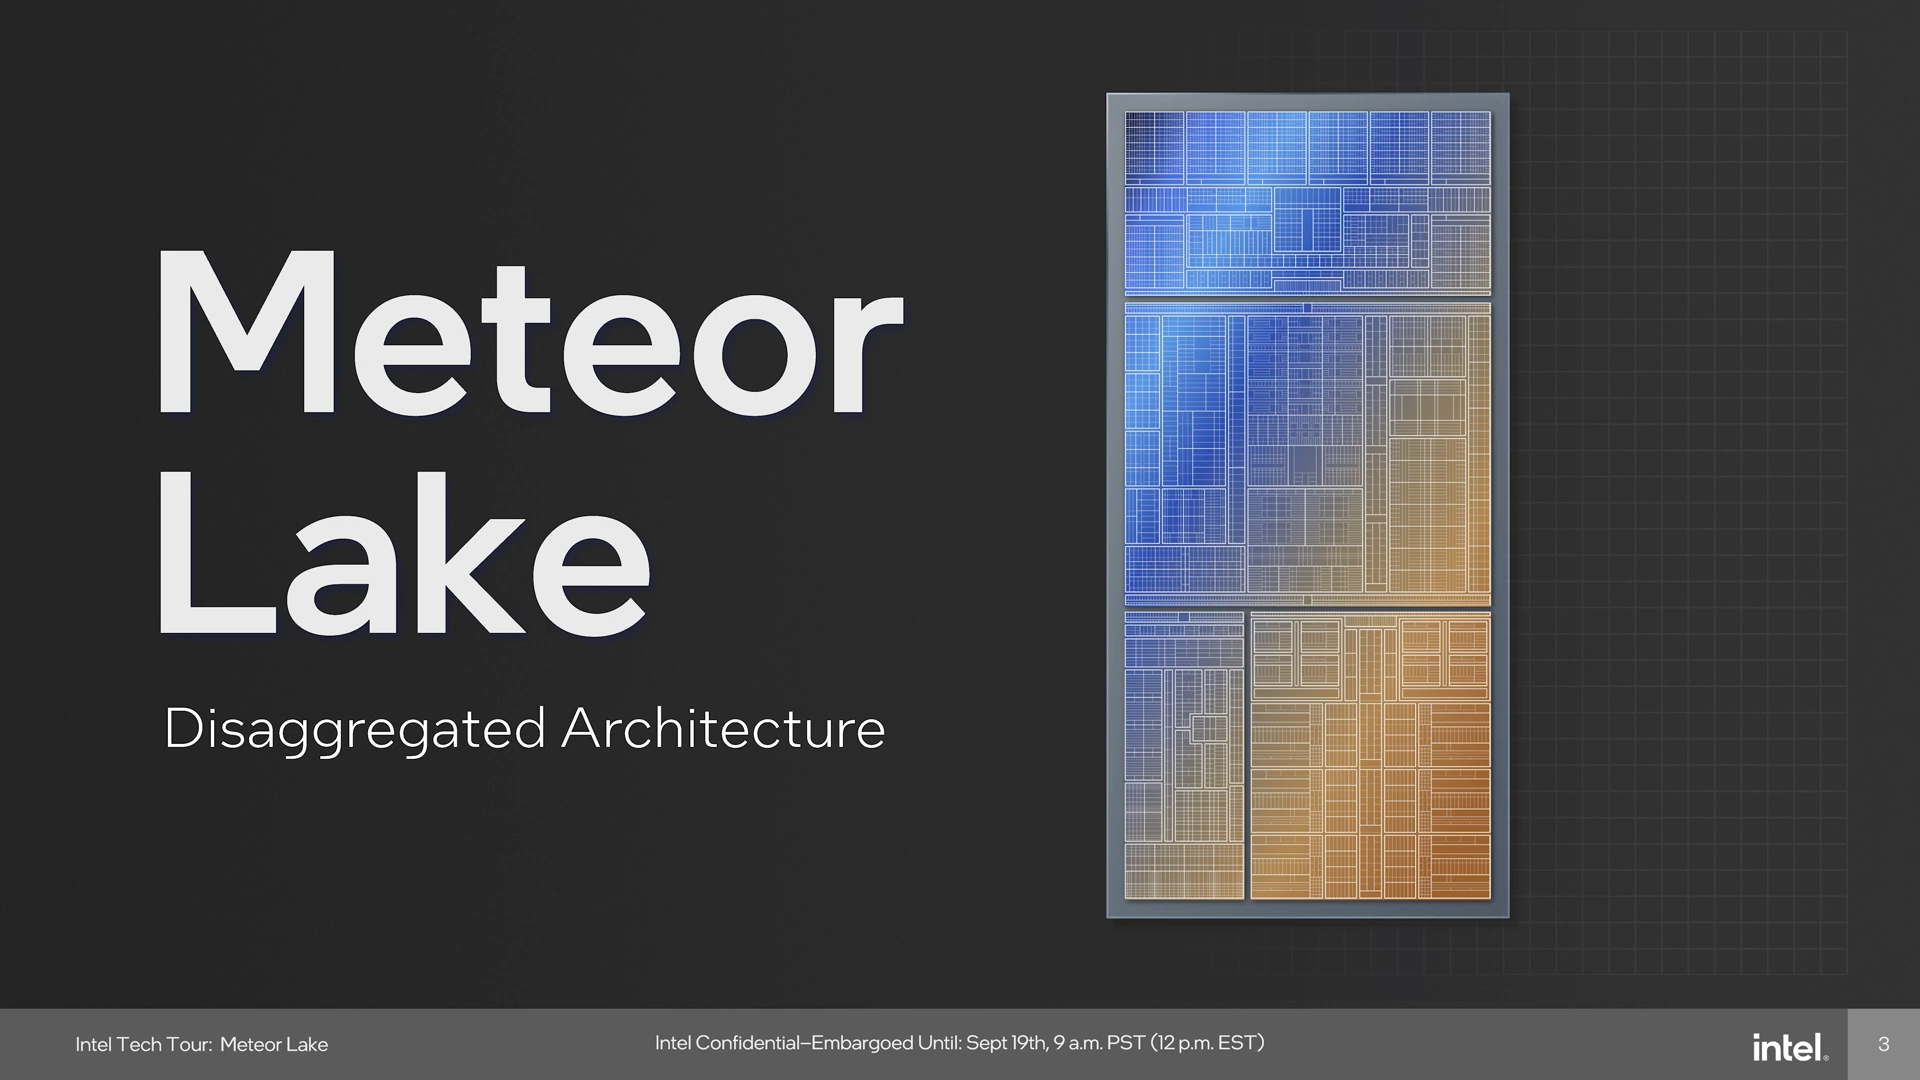 Meteor
Lake
Disaggregated Architecture
Intel Tech Tour: Meteor Lake
Intel Confidential–Embargoed Until: Sept 19th, 9 a.m. PST (12 p.m. EST)
intel®
3